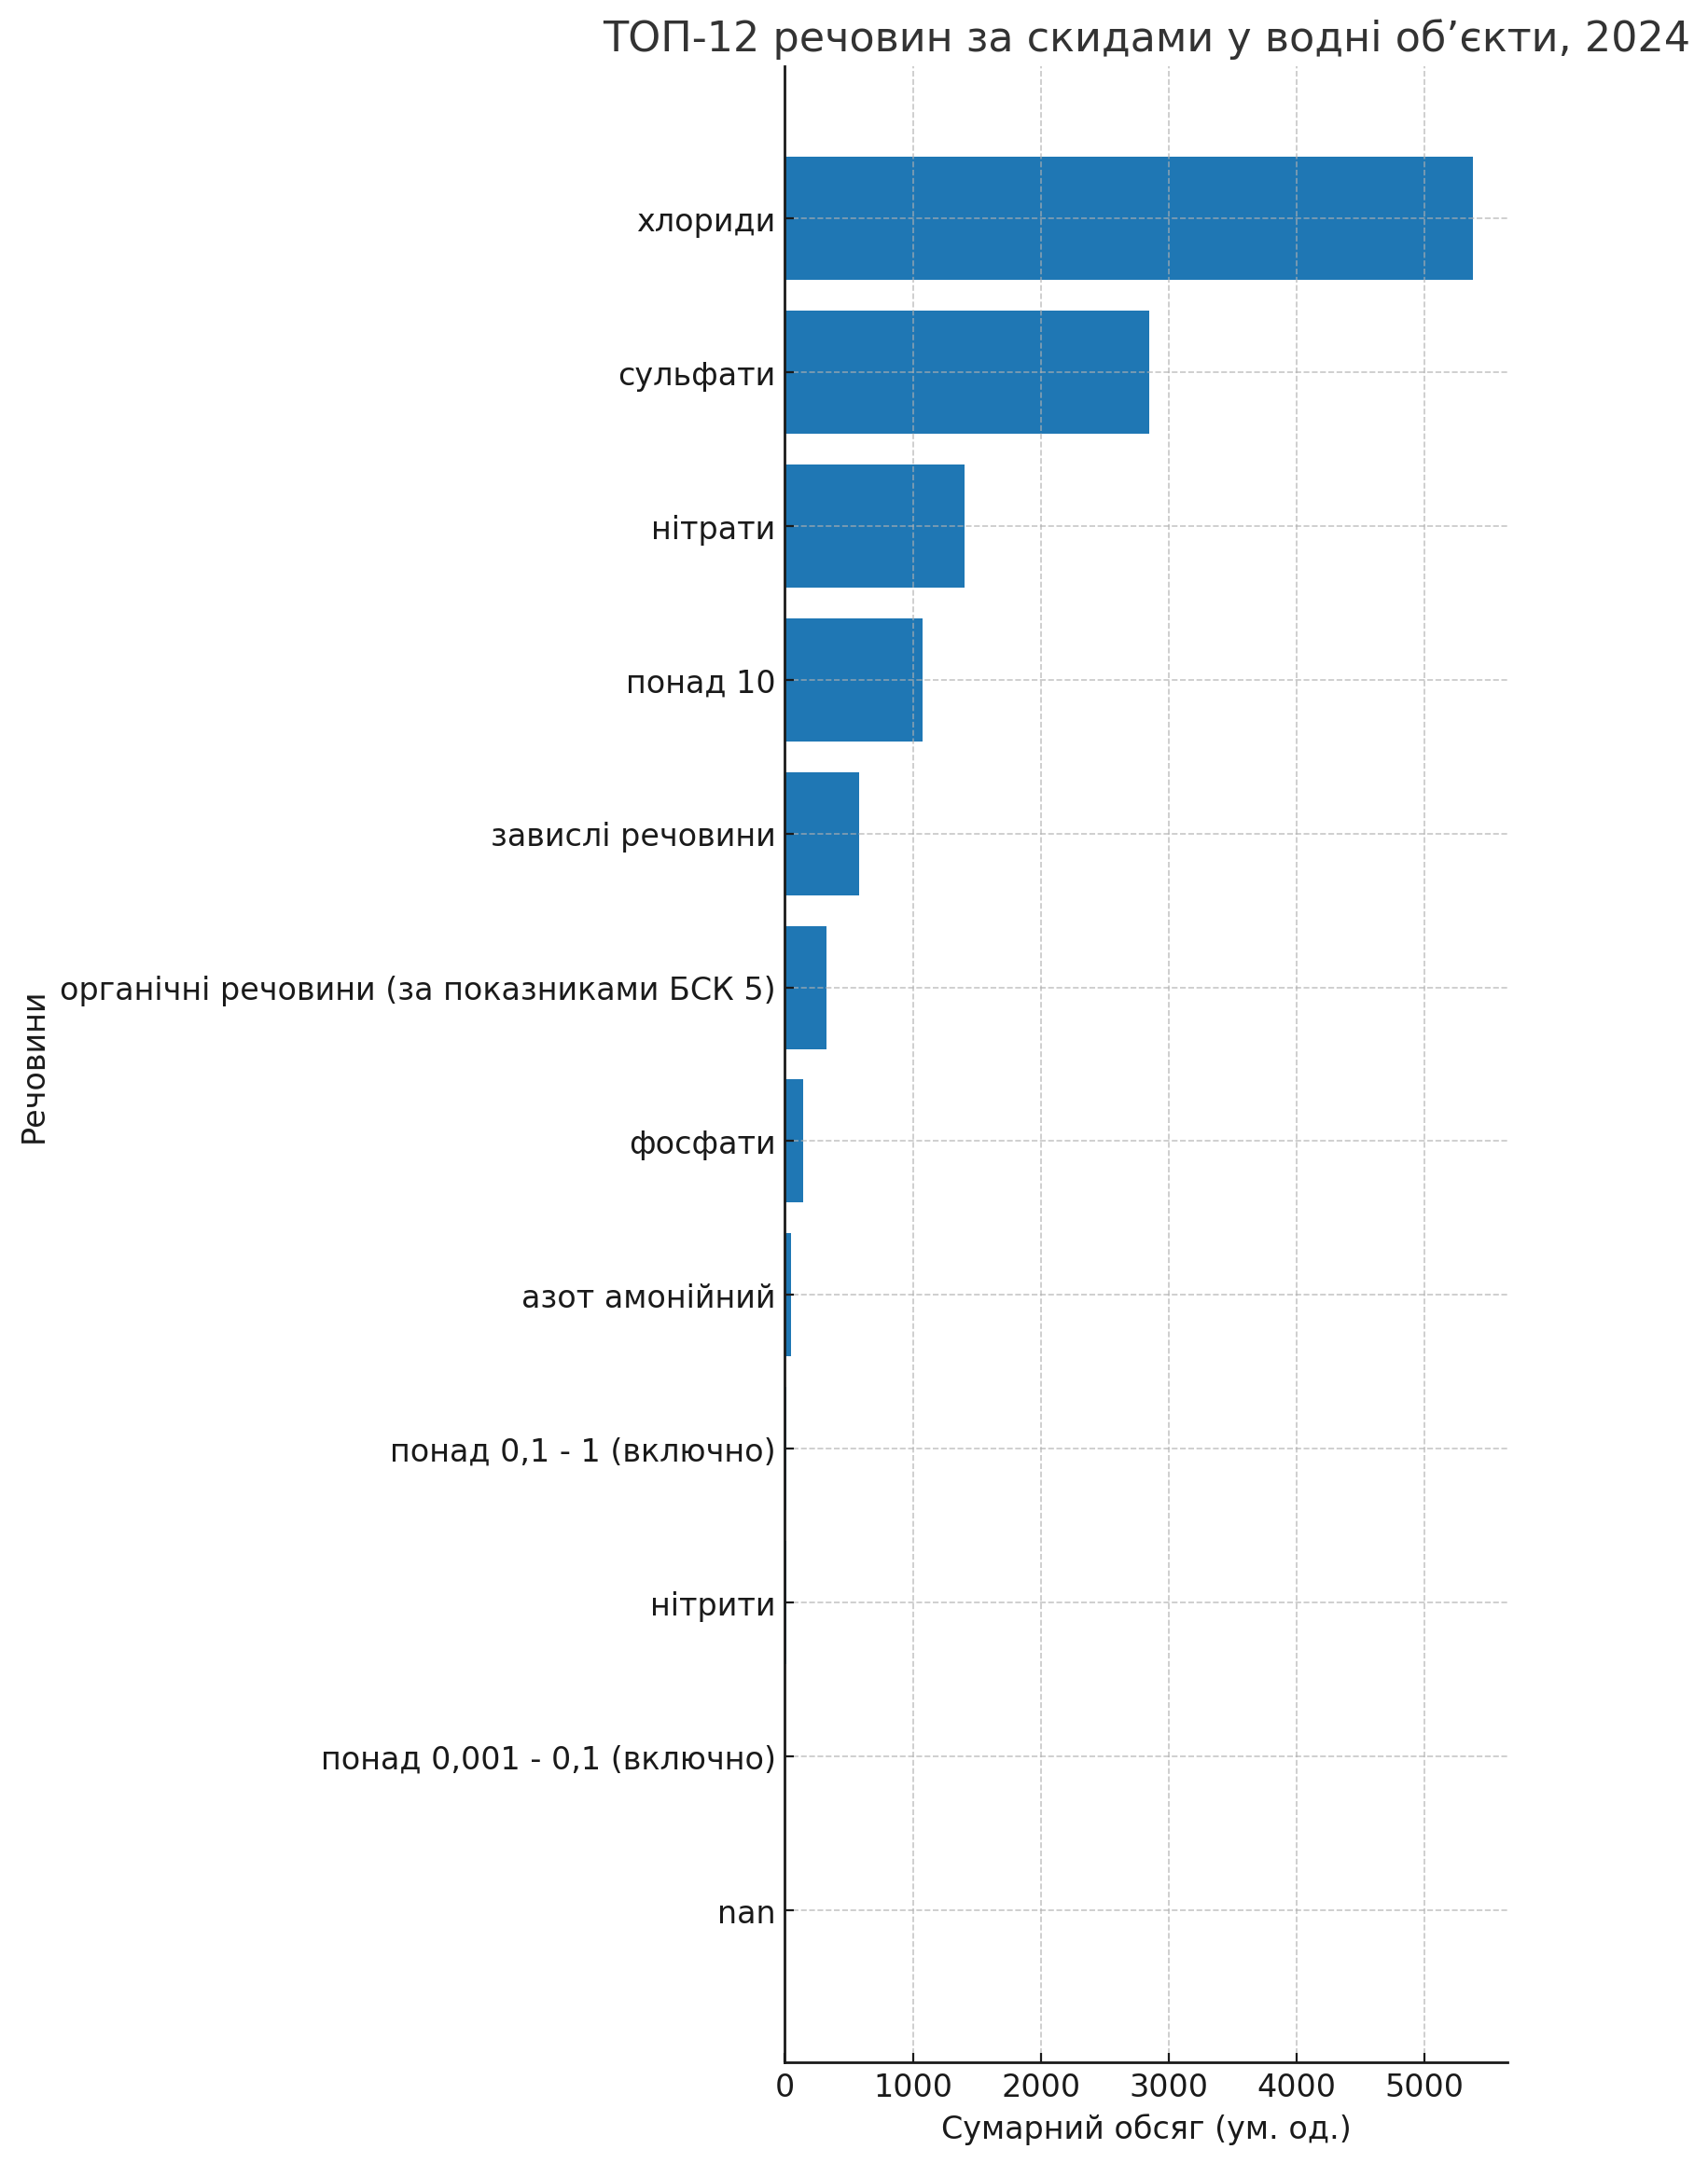 ТОП-12 речовин за скидами у водні об’єкти, 2024
хлориди
сульфати
нітрати
понад 10
завислі речовини
органічні речовини (за показниками БСК 5)
фосфати
азот амонійний
понад 0,1 - 1 (включно)
нітрити
понад 0,001 - 0,1 (включно)
nan
Речовини
0 1000 2000 3000 4000 5000
Сумарний обсяг (ум. од.)